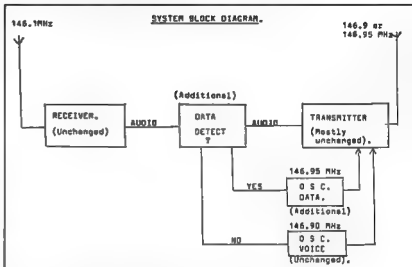 SYSTEM BLOCK DIAGRAM.
146.1MHz
146.9 or
146.95 MHz
(Additional)
RECEIVER.
(Unchanged)
AUDIO
DATA
DETECT
?
AUDIO
TRANSMITTER
(Mostly
unchanged).
146.95 MHz
YES
O S C.
DATA.
(Additional)
146.90 MHz
NO
O S C.
VOICE
(Unchanged).